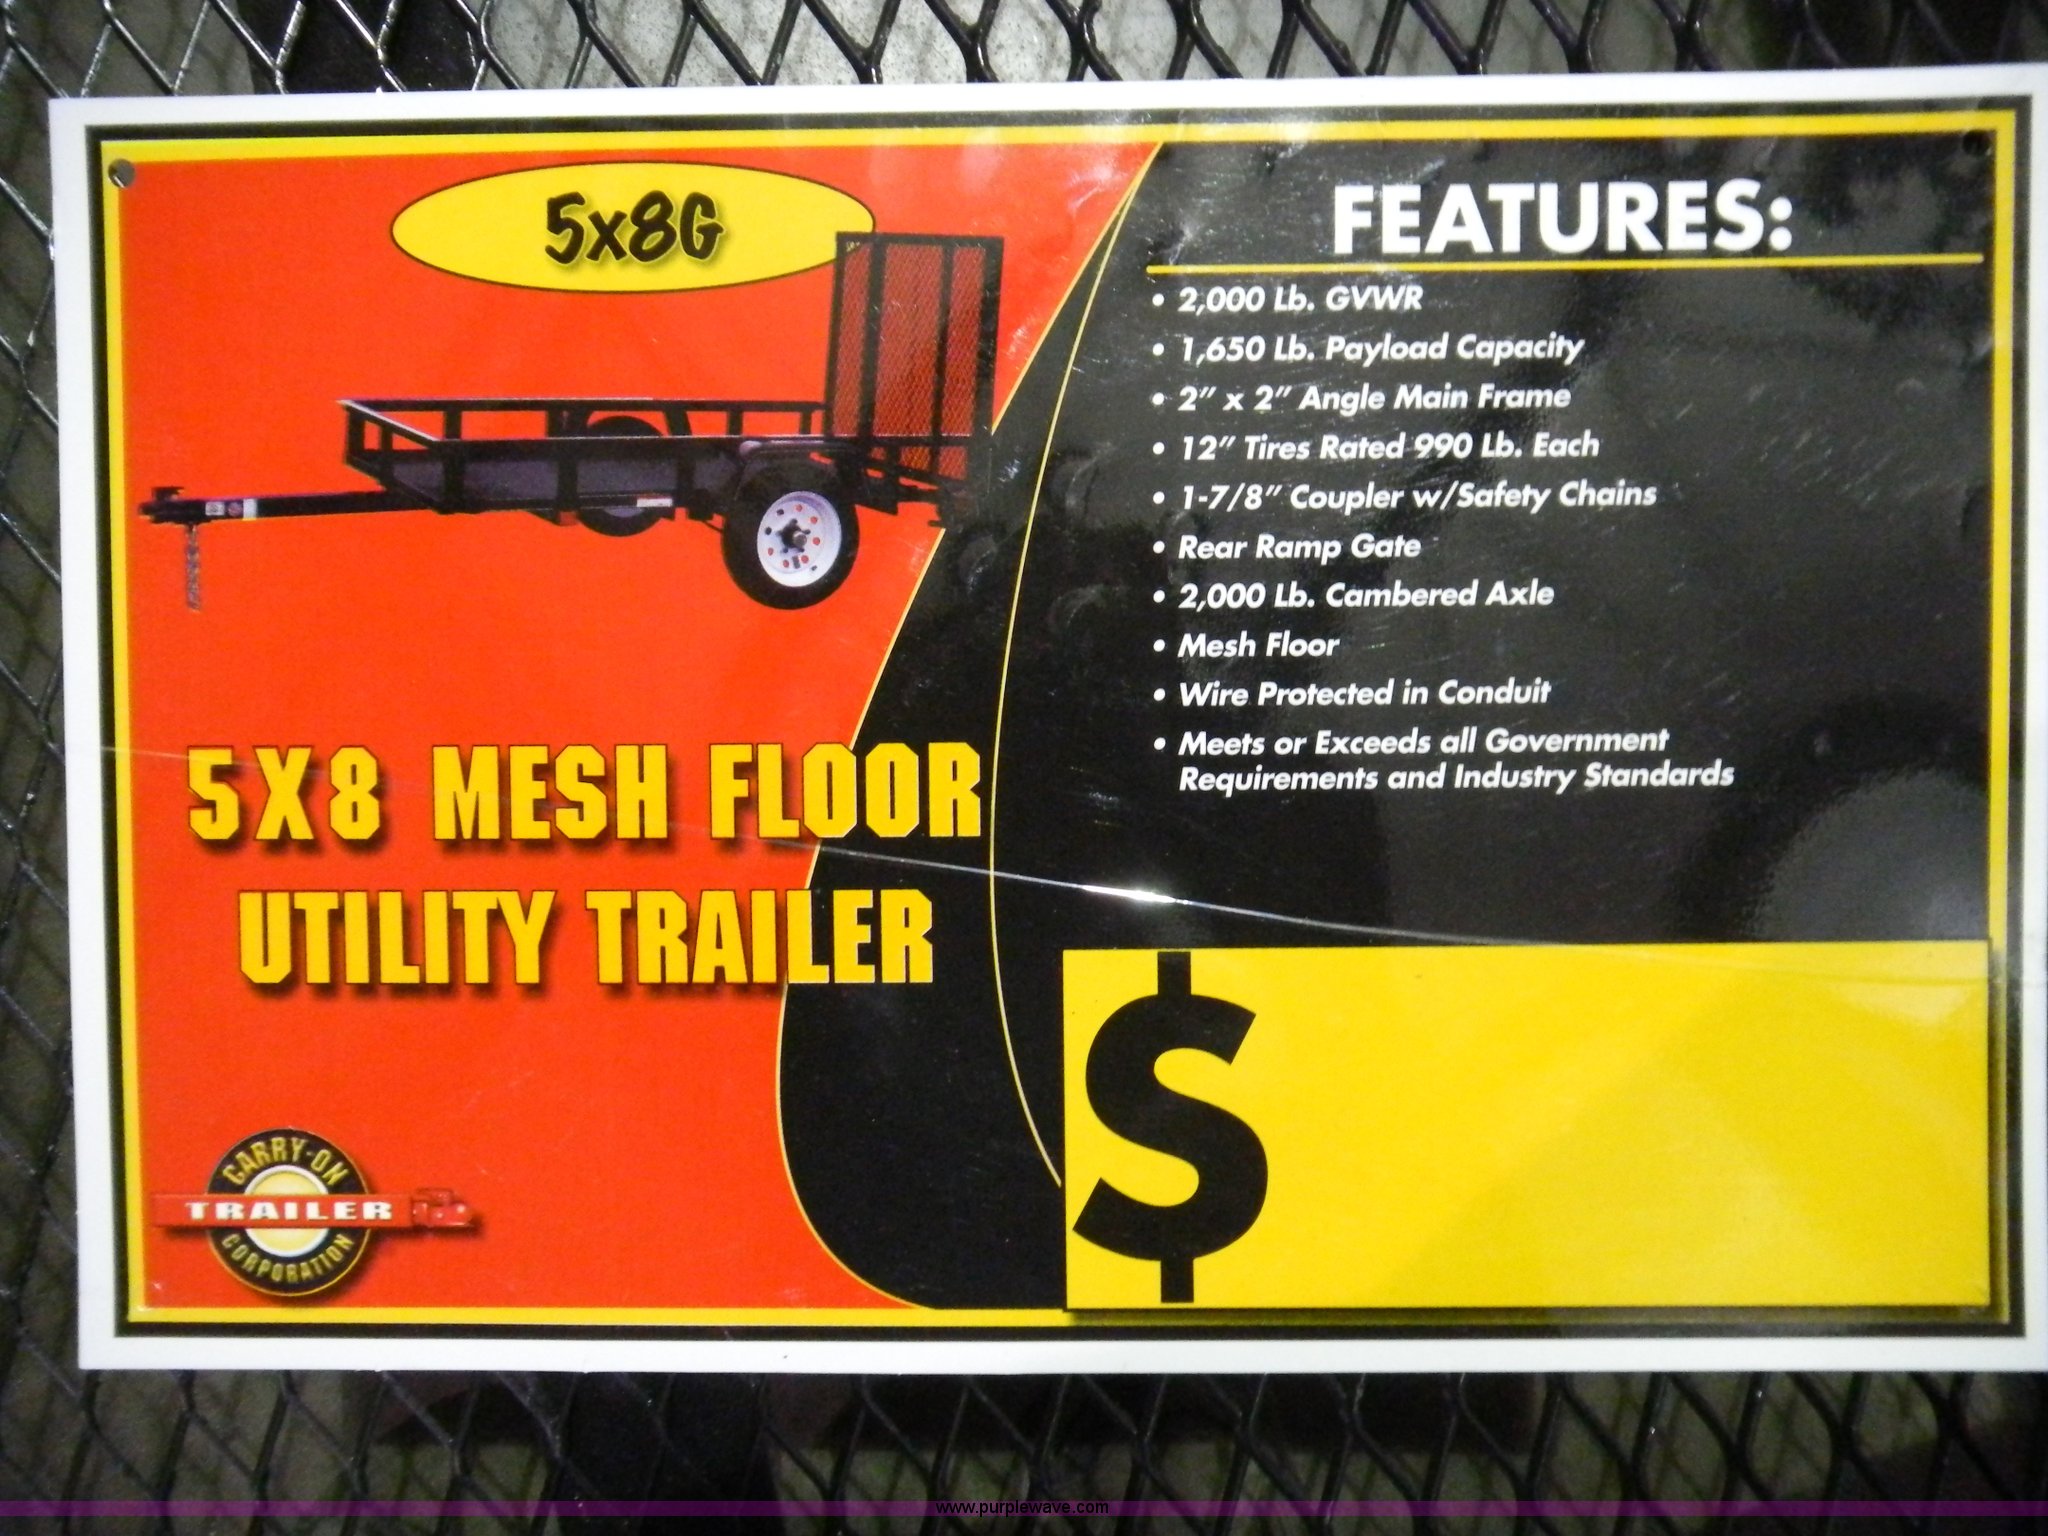 5x8G
5X8 MESH FLOOR
UTILITY TRAILER
CARRY-ON
TRAILER
CORPORATION
FEATURES:
• 2,000 Lb. GVWR
• 1,650 Lb. Payload Capacity
• 2" x 2" Angle Main Frame
• 12" Tires Rated 990 Lb. Each
• 1-7/8" Coupler w/Safety Chains
• Rear Ramp Gate
• 2,000 Lb. Cambered Axle
• Mesh Floor
• Wire Protected in Conduit
• Meets or Exceeds all Government
Requirements and Industry Standards
$
www.purplewave.com